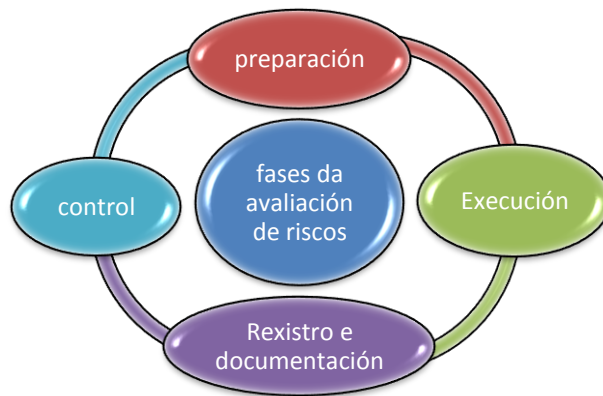 preparación
fases da
avaliación
de riscos
control
Execución
Rexistro e
documentación